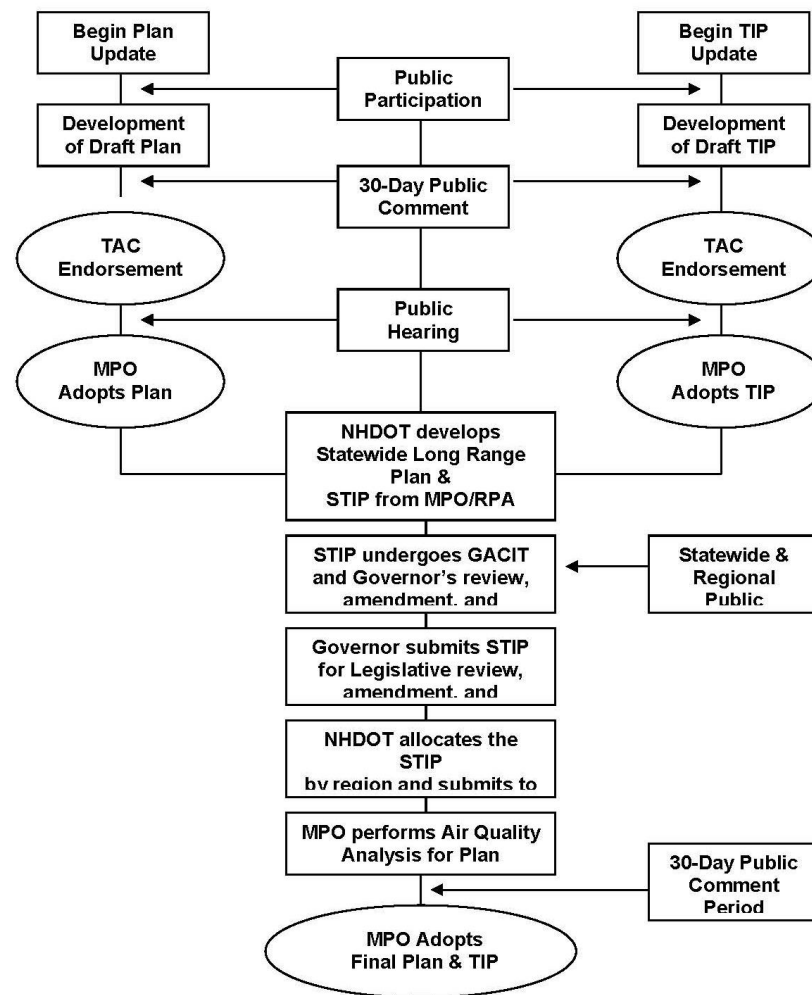 Begin Plan
Update
Begin TIP
Update
Public
Participation
Development
of Draft Plan
Development
of Draft TIP
30-Day Public
Comment
TAC
Endorsement
TAC
Endorsement
Public
Hearing
MPO
Adopts Plan
MPO
Adopts TIP
NHDOT develops
Statewide Long Range
Plan &
STIP from MPO/RPA
STIP undergoes GACIT
and Governor's review,
amendment, and
Statewide &
Regional
Public
Governor submits STIP
for Legislative review,
amendment, and
NHDOT allocates the
STIP
by region and submits to
MPO performs Air Quality
Analysis for Plan
30-Day Public
Comment
Period
MPO Adopts
Final Plan & TIP